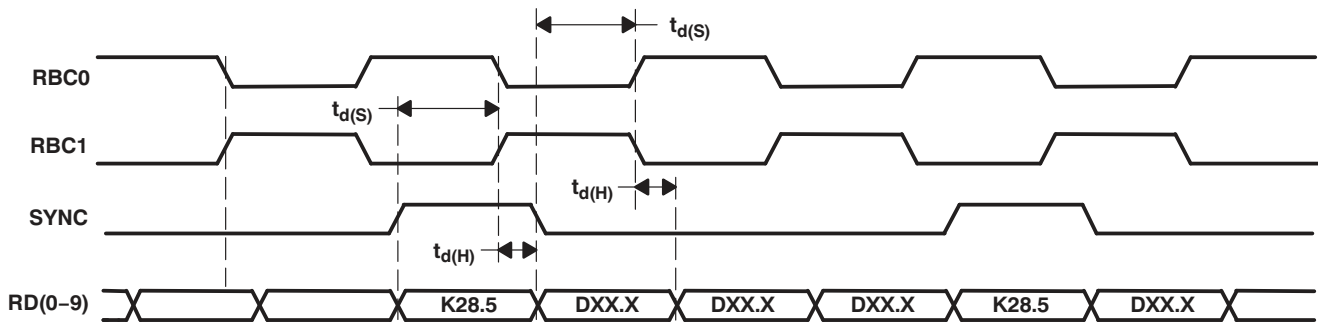 t_d(S)
RBC0
t_d(S)
RBC1
t_d(H)
SYNC
t_d(H)
RD(0−9) K28.5 DXX.X DXX.X DXX.X K28.5 DXX.X